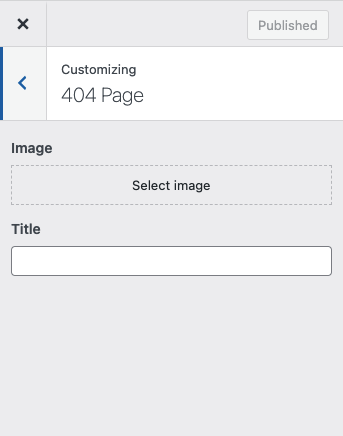 Published
Customizing
404 Page
Image
Select image
Title